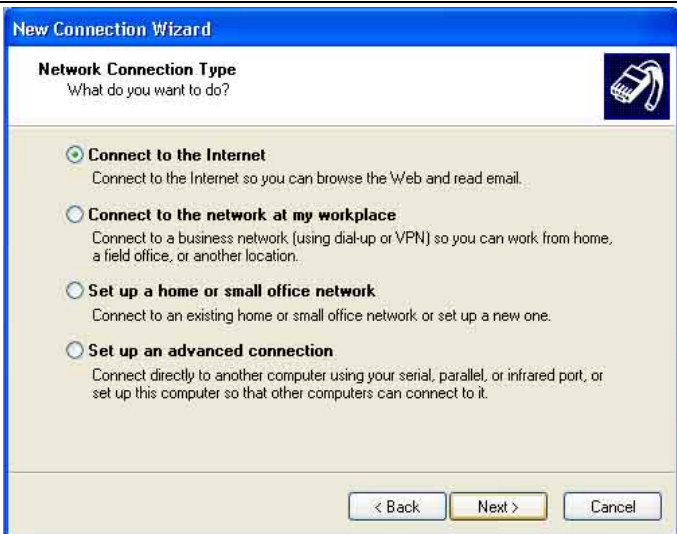 New Connection Wizard
Network Connection Type
What do you want to do?
Connect to the Internet
Connect to the Internet so you can browse the Web and read email.
Connect to the network at my workplace
Connect to a business network (using dial-up or VPN) so you can work from home,
a field office, or another location.
Set up a home or small office network
Connect to an existing home or small office network or set up a new one.
Set up an advanced connection
Connect directly to another computer using your serial, parallel, or infrared port, or
set up this computer so that other computers can connect to it.
< Back Next > Cancel